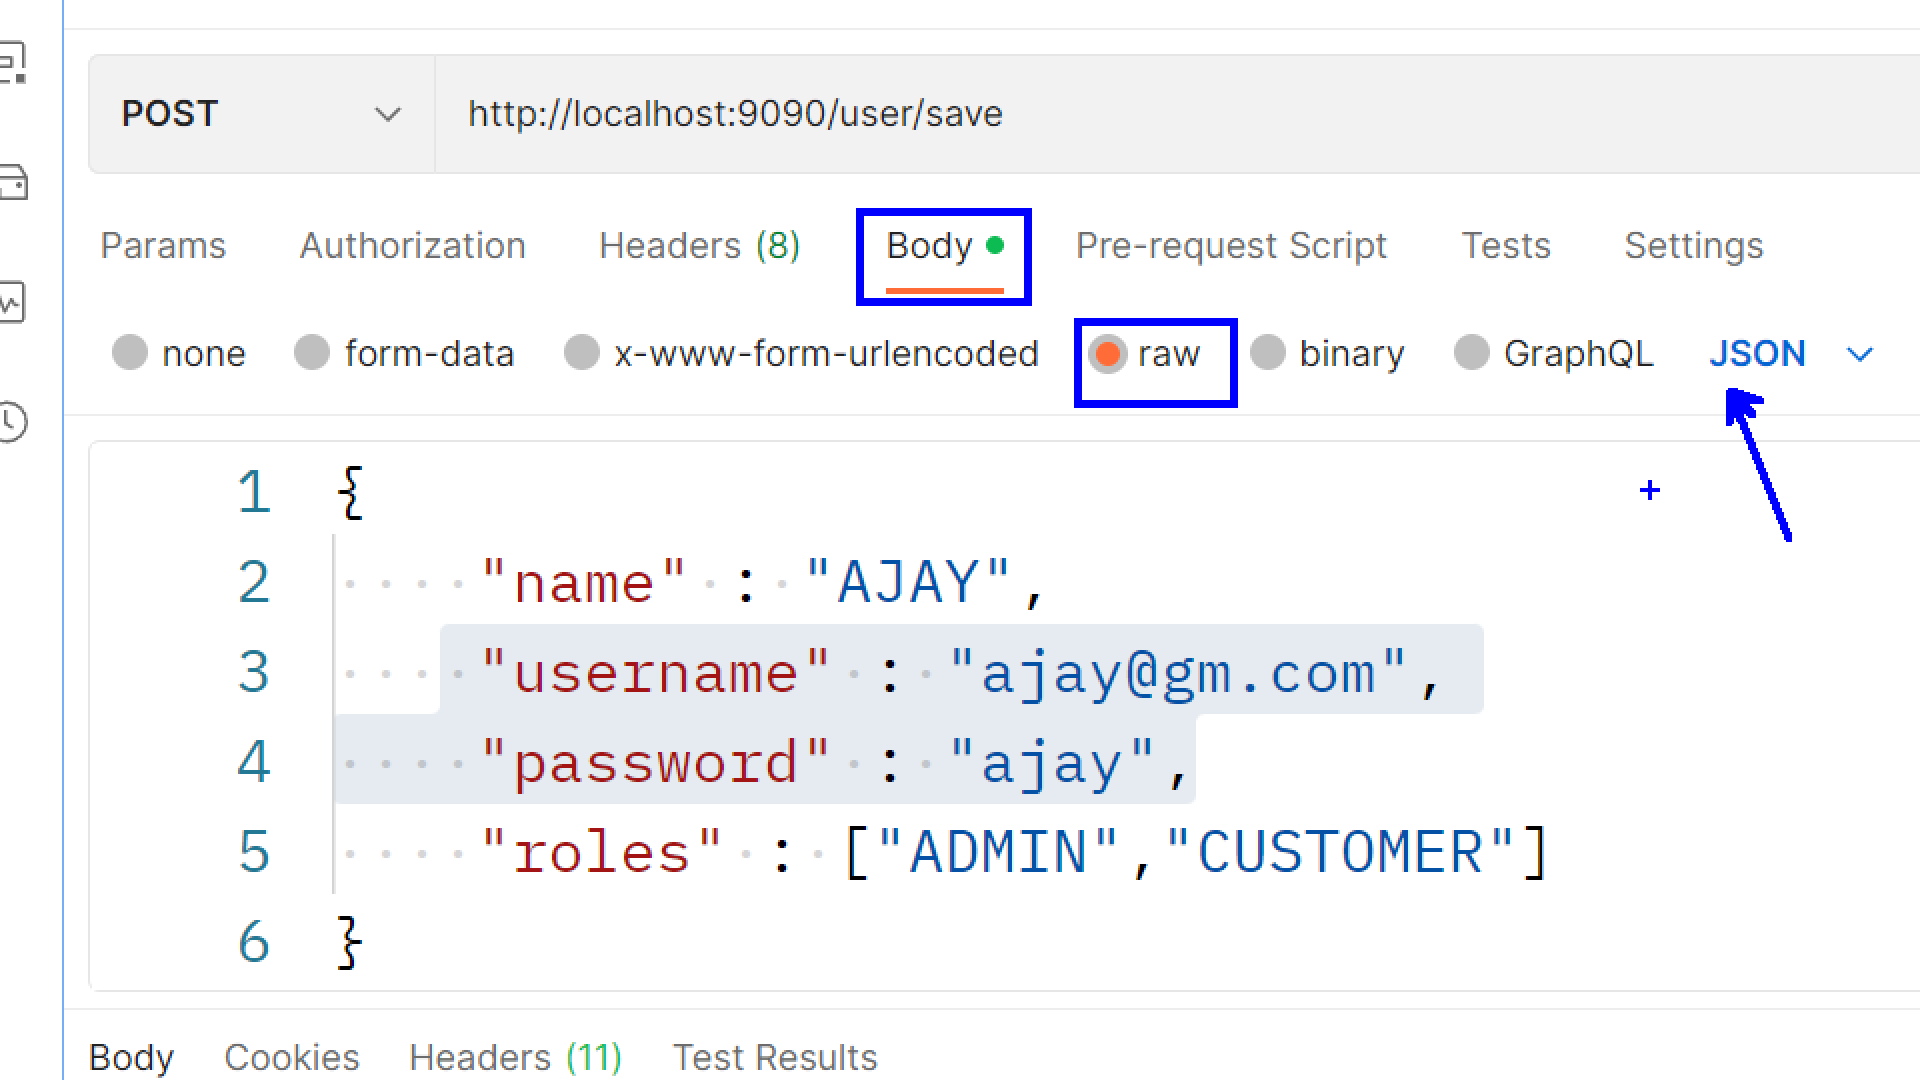 POST http://localhost:9090/user/save
Params Authorization Headers (8) Body Pre-request Script Tests Settings
none form-data x-www-form-urlencoded raw binary GraphQL JSON
1 {
2 "name" : "AJAY",
3 "username" : "ajay@gm.com",
4 "password" : "ajay",
5 "roles" : ["ADMIN","CUSTOMER"]
6 }
Body Cookies Headers (11) Test Results